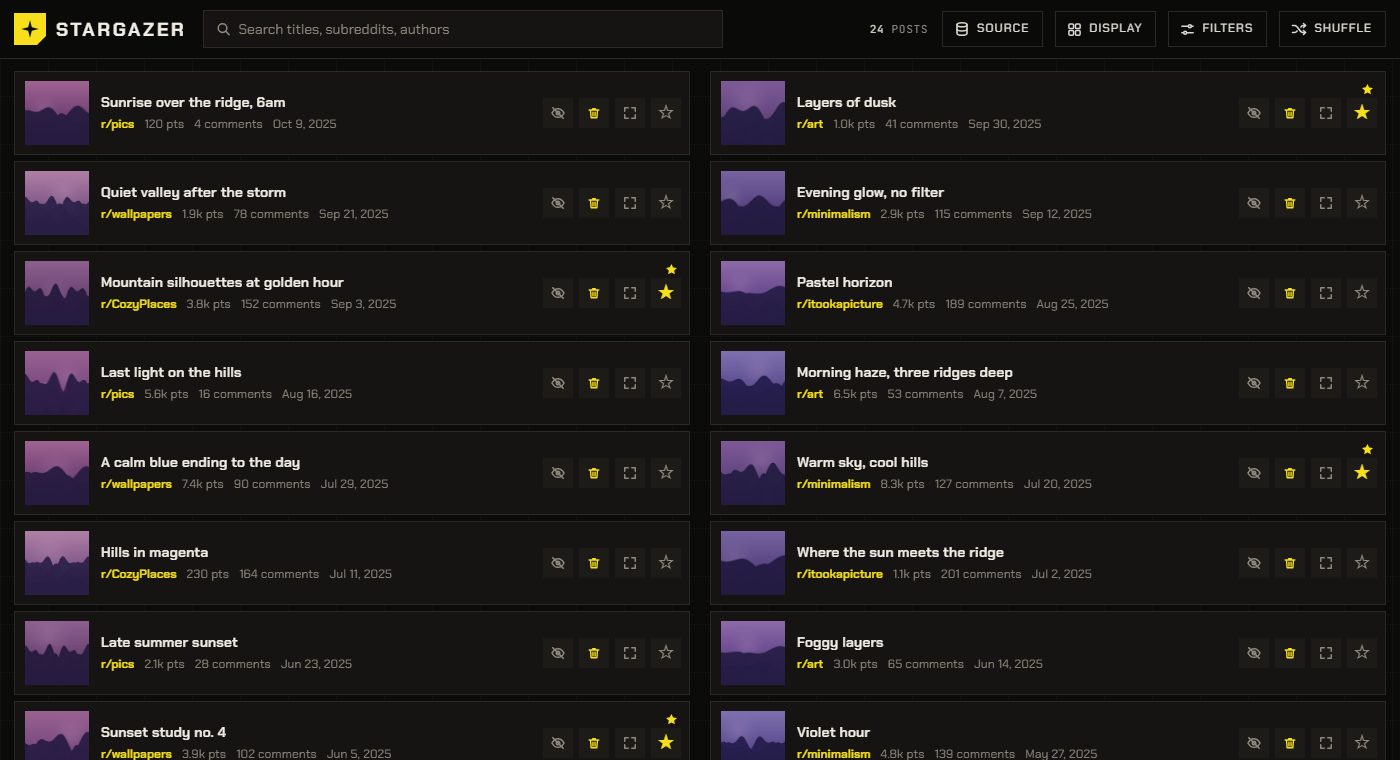 STARGAZER
Search titles, subreddits, authors
24 POSTS
SOURCE
DISPLAY
FILTERS
SHUFFLE
Sunrise over the ridge, 6am
r/pics 120 pts 4 comments Oct 9, 2025
Layers of dusk
r/art 1.0k pts 41 comments Sep 30, 2025
Quiet valley after the storm
r/wallpapers 1.9k pts 78 comments Sep 21, 2025
Evening glow, no filter
r/minimalism 2.9k pts 115 comments Sep 12, 2025
Mountain silhouettes at golden hour
r/CozyPlaces 3.8k pts 152 comments Sep 3, 2025
Pastel horizon
r/itookapicture 4.7k pts 189 comments Aug 25, 2025
Last light on the hills
r/pics 5.6k pts 16 comments Aug 16, 2025
Morning haze, three ridges deep
r/art 6.5k pts 53 comments Aug 7, 2025
A calm blue ending to the day
r/wallpapers 7.4k pts 90 comments Jul 29, 2025
Warm sky, cool hills
r/minimalism 8.3k pts 127 comments Jul 20, 2025
Hills in magenta
r/CozyPlaces 230 pts 164 comments Jul 11, 2025
Where the sun meets the ridge
r/itookapicture 1.1k pts 201 comments Jul 2, 2025
Late summer sunset
r/pics 2.1k pts 28 comments Jun 23, 2025
Foggy layers
r/art 3.0k pts 65 comments Jun 14, 2025
Sunset study no. 4
r/wallpapers 3.9k pts 102 comments Jun 5, 2025
Violet hour
r/minimalism 4.8k pts 139 comments May 27, 2025